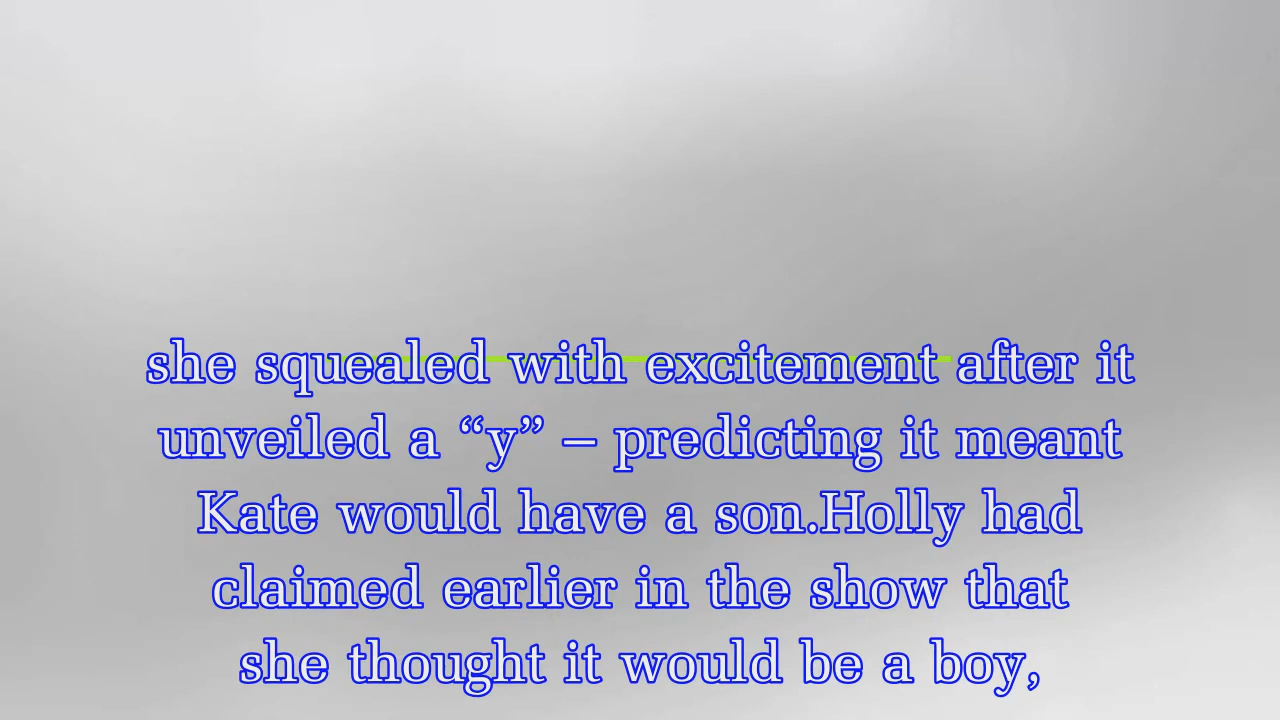 she squealed with excitement after it
unveiled a “y” – predicting it meant
Kate would have a son.Holly had
claimed earlier in the show that
she thought it would be a boy,